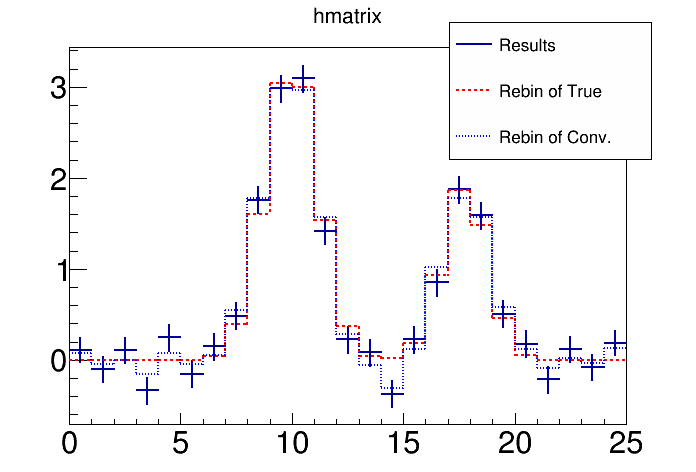 hmatrix
Results
Rebin of True
Rebin of Conv.
3
2
1
0
0 5 10 15 20 25